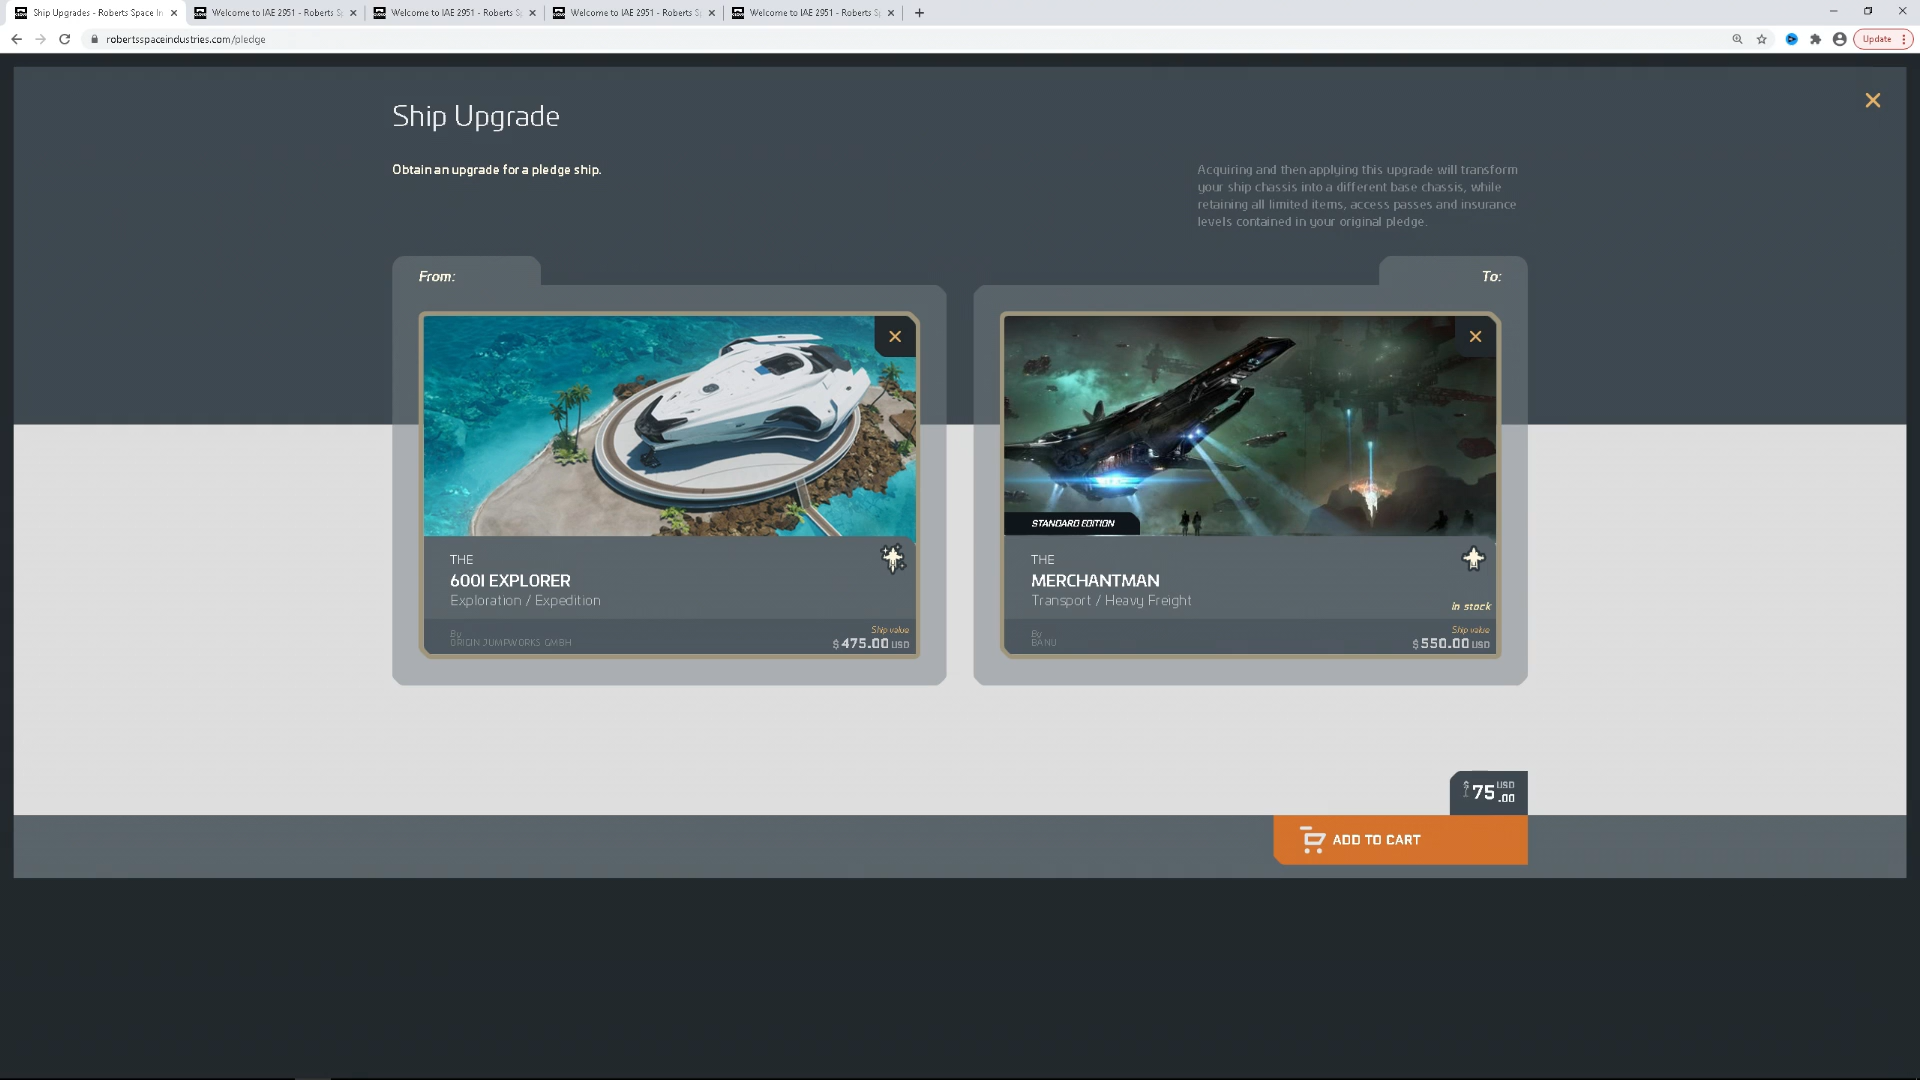 Ship Upgrades - Roberts Space In
Welcome to IAE 2951 - Roberts S
Welcome to IAE 2951 - Roberts S
Welcome to IAE 2951 - Roberts S
Welcome to IAE 2951 - Roberts S
robertsspaceindustries.com/pledge
Update
Ship Upgrade
Obtain an upgrade for a pledge ship.
Acquiring and then applying this upgrade will transform
your ship chassis into a different base chassis, while
retaining all limited items, access passes and insurance
levels contained in your original pledge.
From:
THE
600I EXPLORER
Exploration / Expedition
By
ORIGIN JUMPWORKS GMBH
Ship value
$475.00 USD
To:
STANDARD EDITION
THE
MERCHANTMAN
Transport / Heavy Freight
In stock
By
BANU
Ship value
$550.00 USD
$75.00 USD
ADD TO CART